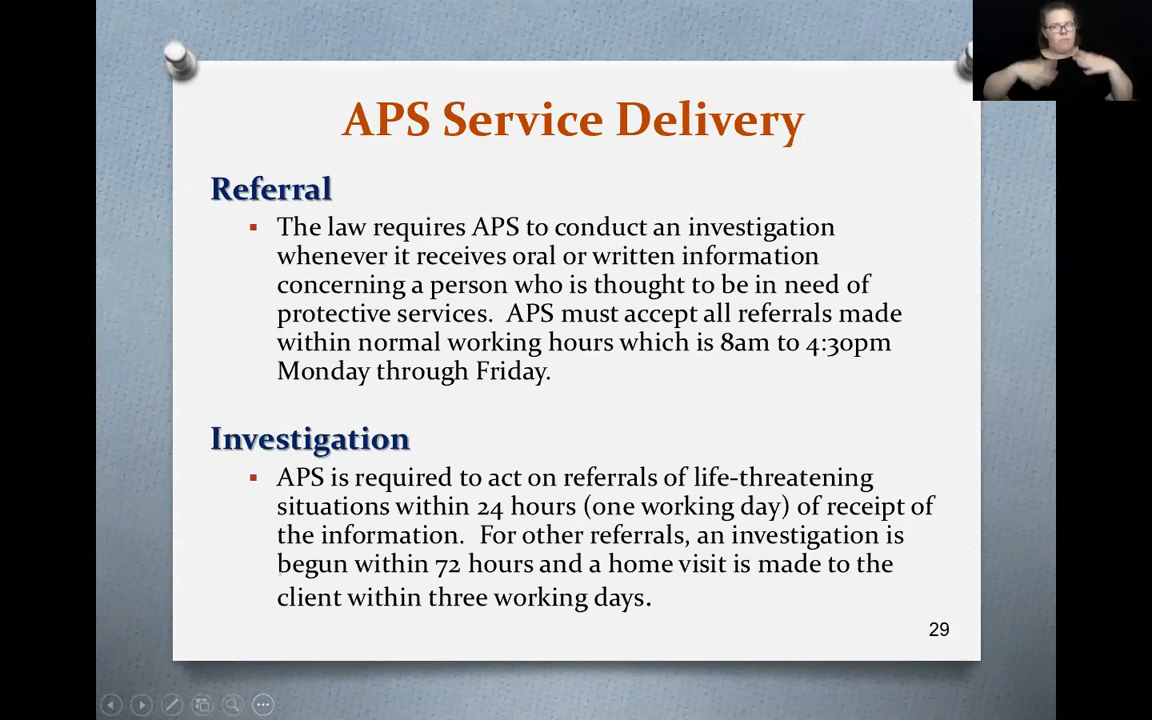 APS Service Delivery
Referral
▪ The law requires APS to conduct an investigation
whenever it receives oral or written information
concerning a person who is thought to be in need of
protective services.  APS must accept all referrals made
within normal working hours which is 8am to 4:30pm
Monday through Friday.
Investigation
▪ APS is required to act on referrals of life-threatening
situations within 24 hours (one working day) of receipt of
the information.  For other referrals, an investigation is
begun within 72 hours and a home visit is made to the
client within three working days.
29